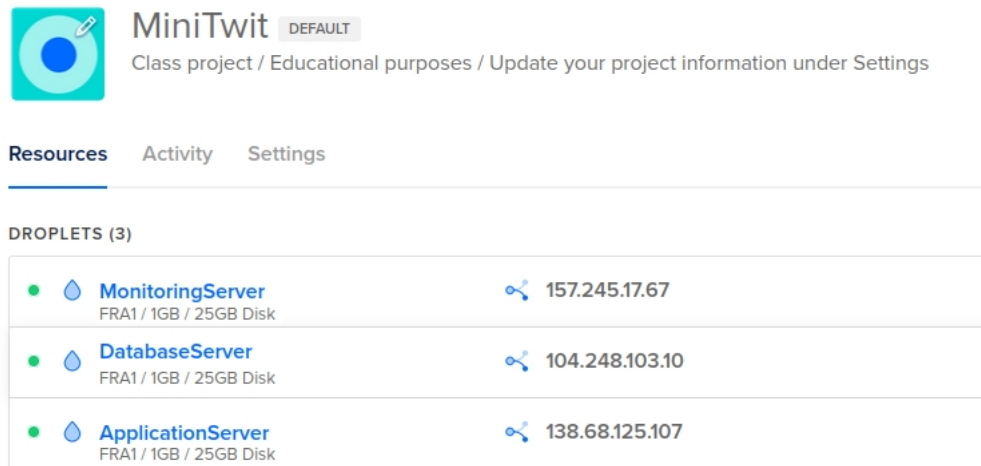 MiniTwit DEFAULT
Class project / Educational purposes / Update your project information under Settings
Resources Activity Settings
DROPLETS (3)
MonitoringServer 157.245.17.67
FRA1 / 1GB / 25GB Disk
DatabaseServer 104.248.103.10
FRA1 / 1GB / 25GB Disk
ApplicationServer 138.68.125.107
FRA1 / 1GB / 25GB Disk